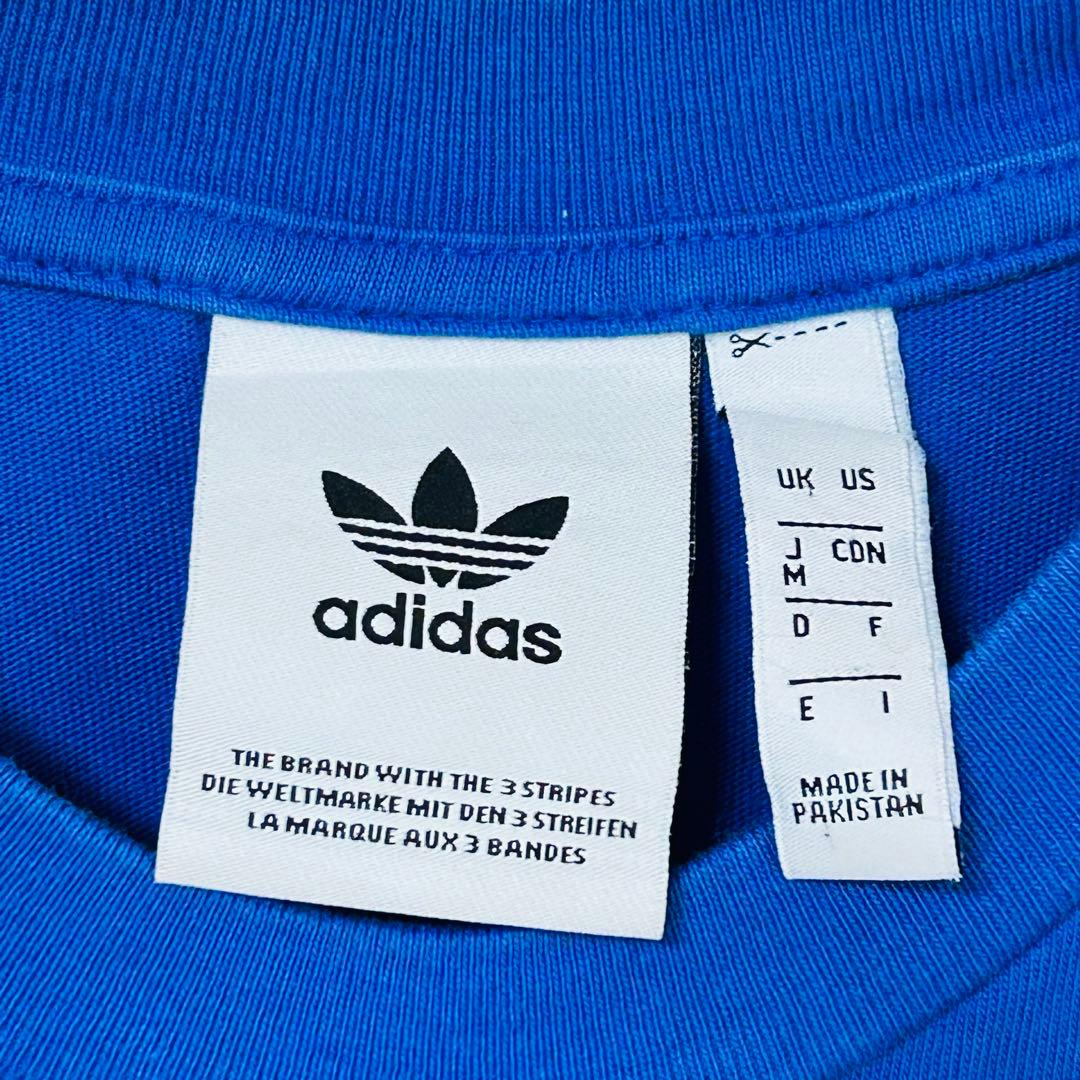 adidas
THE BRAND WITH THE 3 STRIPES
DIE WELTMARKE MIT DEN 3 STREIFEN
LA MARQUE AUX 3 BANDES
UK US
J CDN
M
D F
E I
MADE IN
PAKISTAN